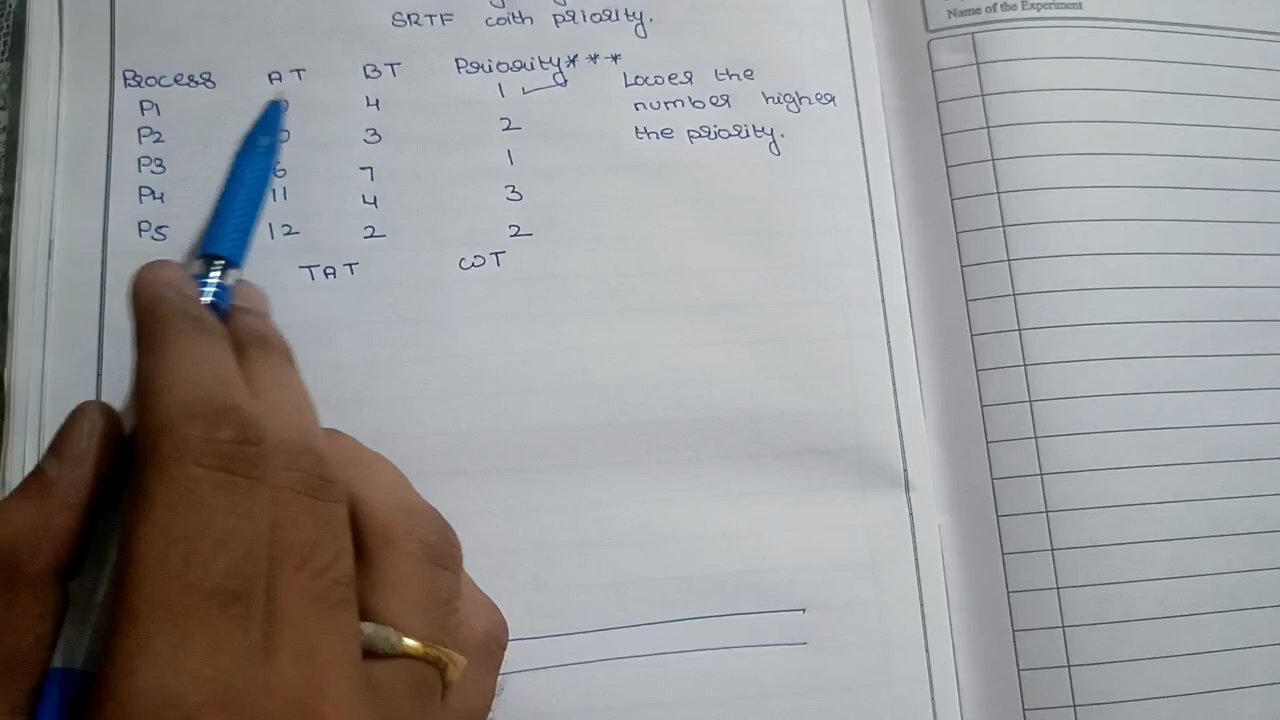 SRTF with priority.
Process AT BT Priority***
P1 4 1 Lower the
P2 3 2 number higher
P3 6 7 1 the priority.
P4 11 4 3
P5 12 2 2
TAT WT
Name of the Experiment